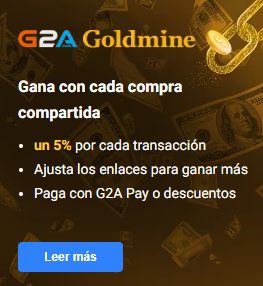 G2A Goldmine
Gana con cada compra
compartida
un 5% por cada transacción
Ajusta los enlaces para ganar más
Paga con G2A Pay o descuentos
Leer más